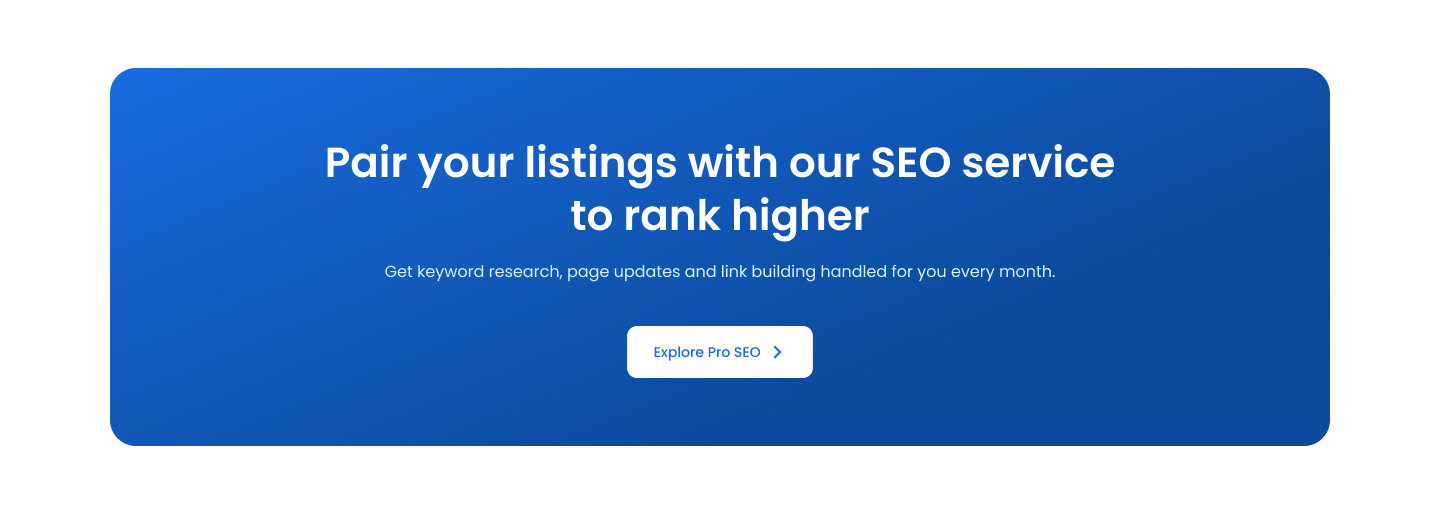 Pair your listings with our SEO service
to rank higher
Get keyword research, page updates and link building handled for you every month.
Explore Pro SEO